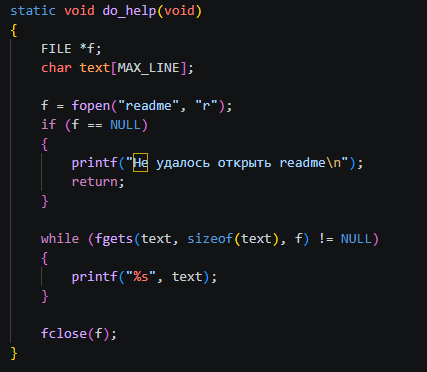 static void do_help(void)
{
    FILE *f;
    char text[MAX_LINE];

    f = fopen("readme", "r");
    if (f == NULL)
    {
        printf("Не удалось открыть readme\n");
        return;
    }

    while (fgets(text, sizeof(text), f) != NULL)
    {
        printf("%s", text);
    }

    fclose(f);
}